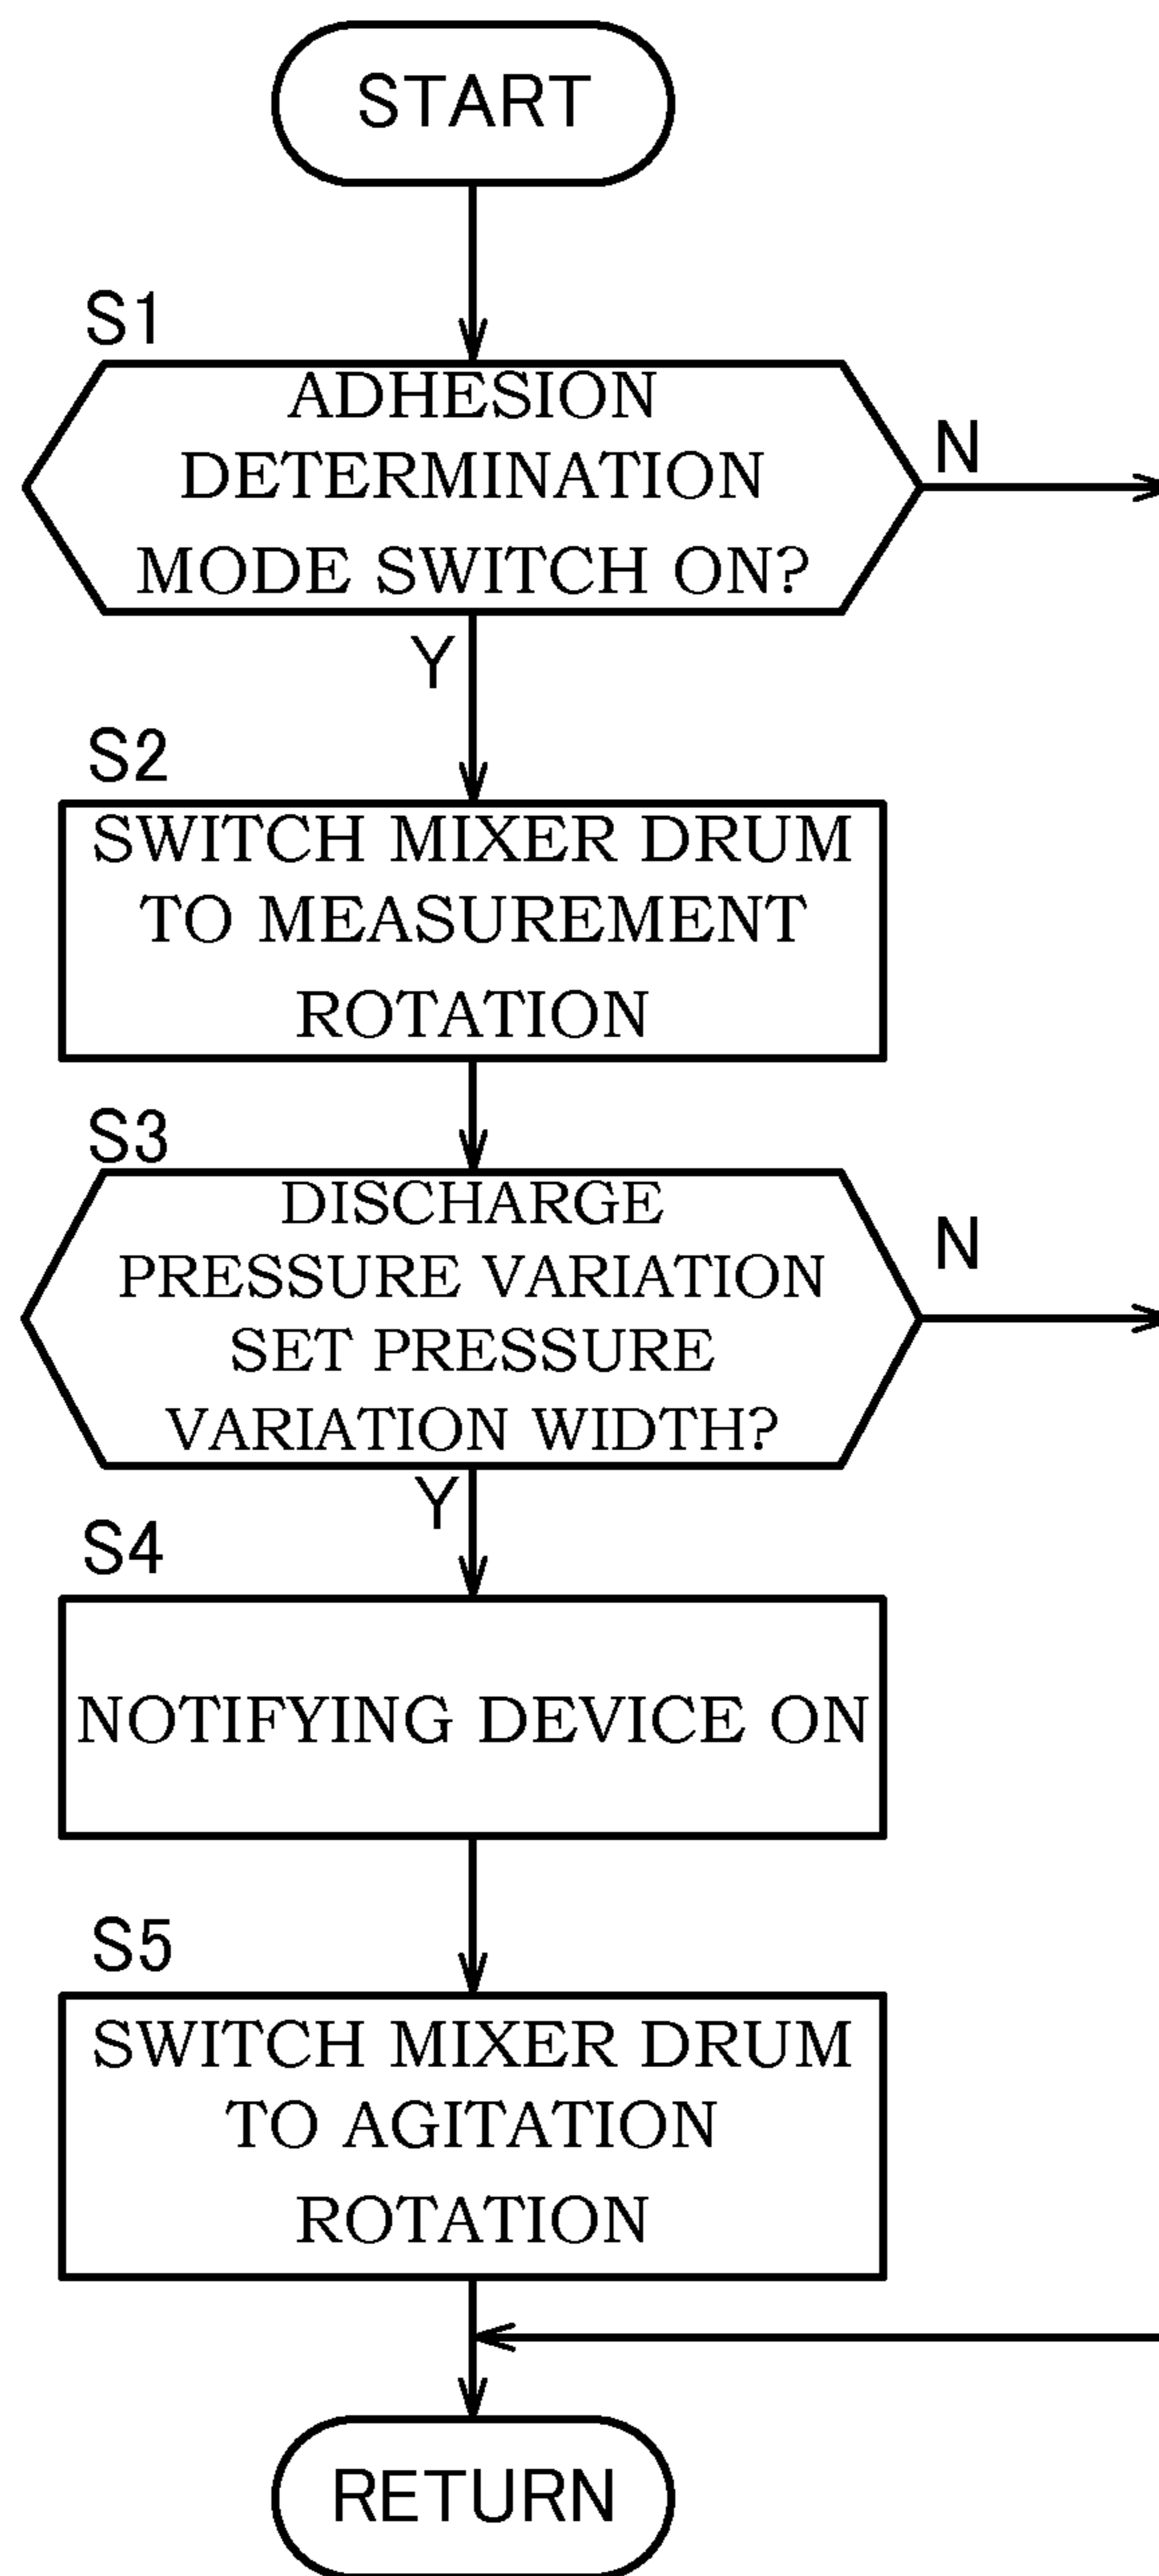 START
S1
ADHESION
DETERMINATION
MODE SWITCH ON?
N
Y
S2
SWITCH MIXER DRUM
TO MEASUREMENT
ROTATION
S3
DISCHARGE
PRESSURE VARIATION
SET PRESSURE
VARIATION WIDTH?
N
Y
S4
NOTIFYING DEVICE ON
S5
SWITCH MIXER DRUM
TO AGITATION
ROTATION
RETURN